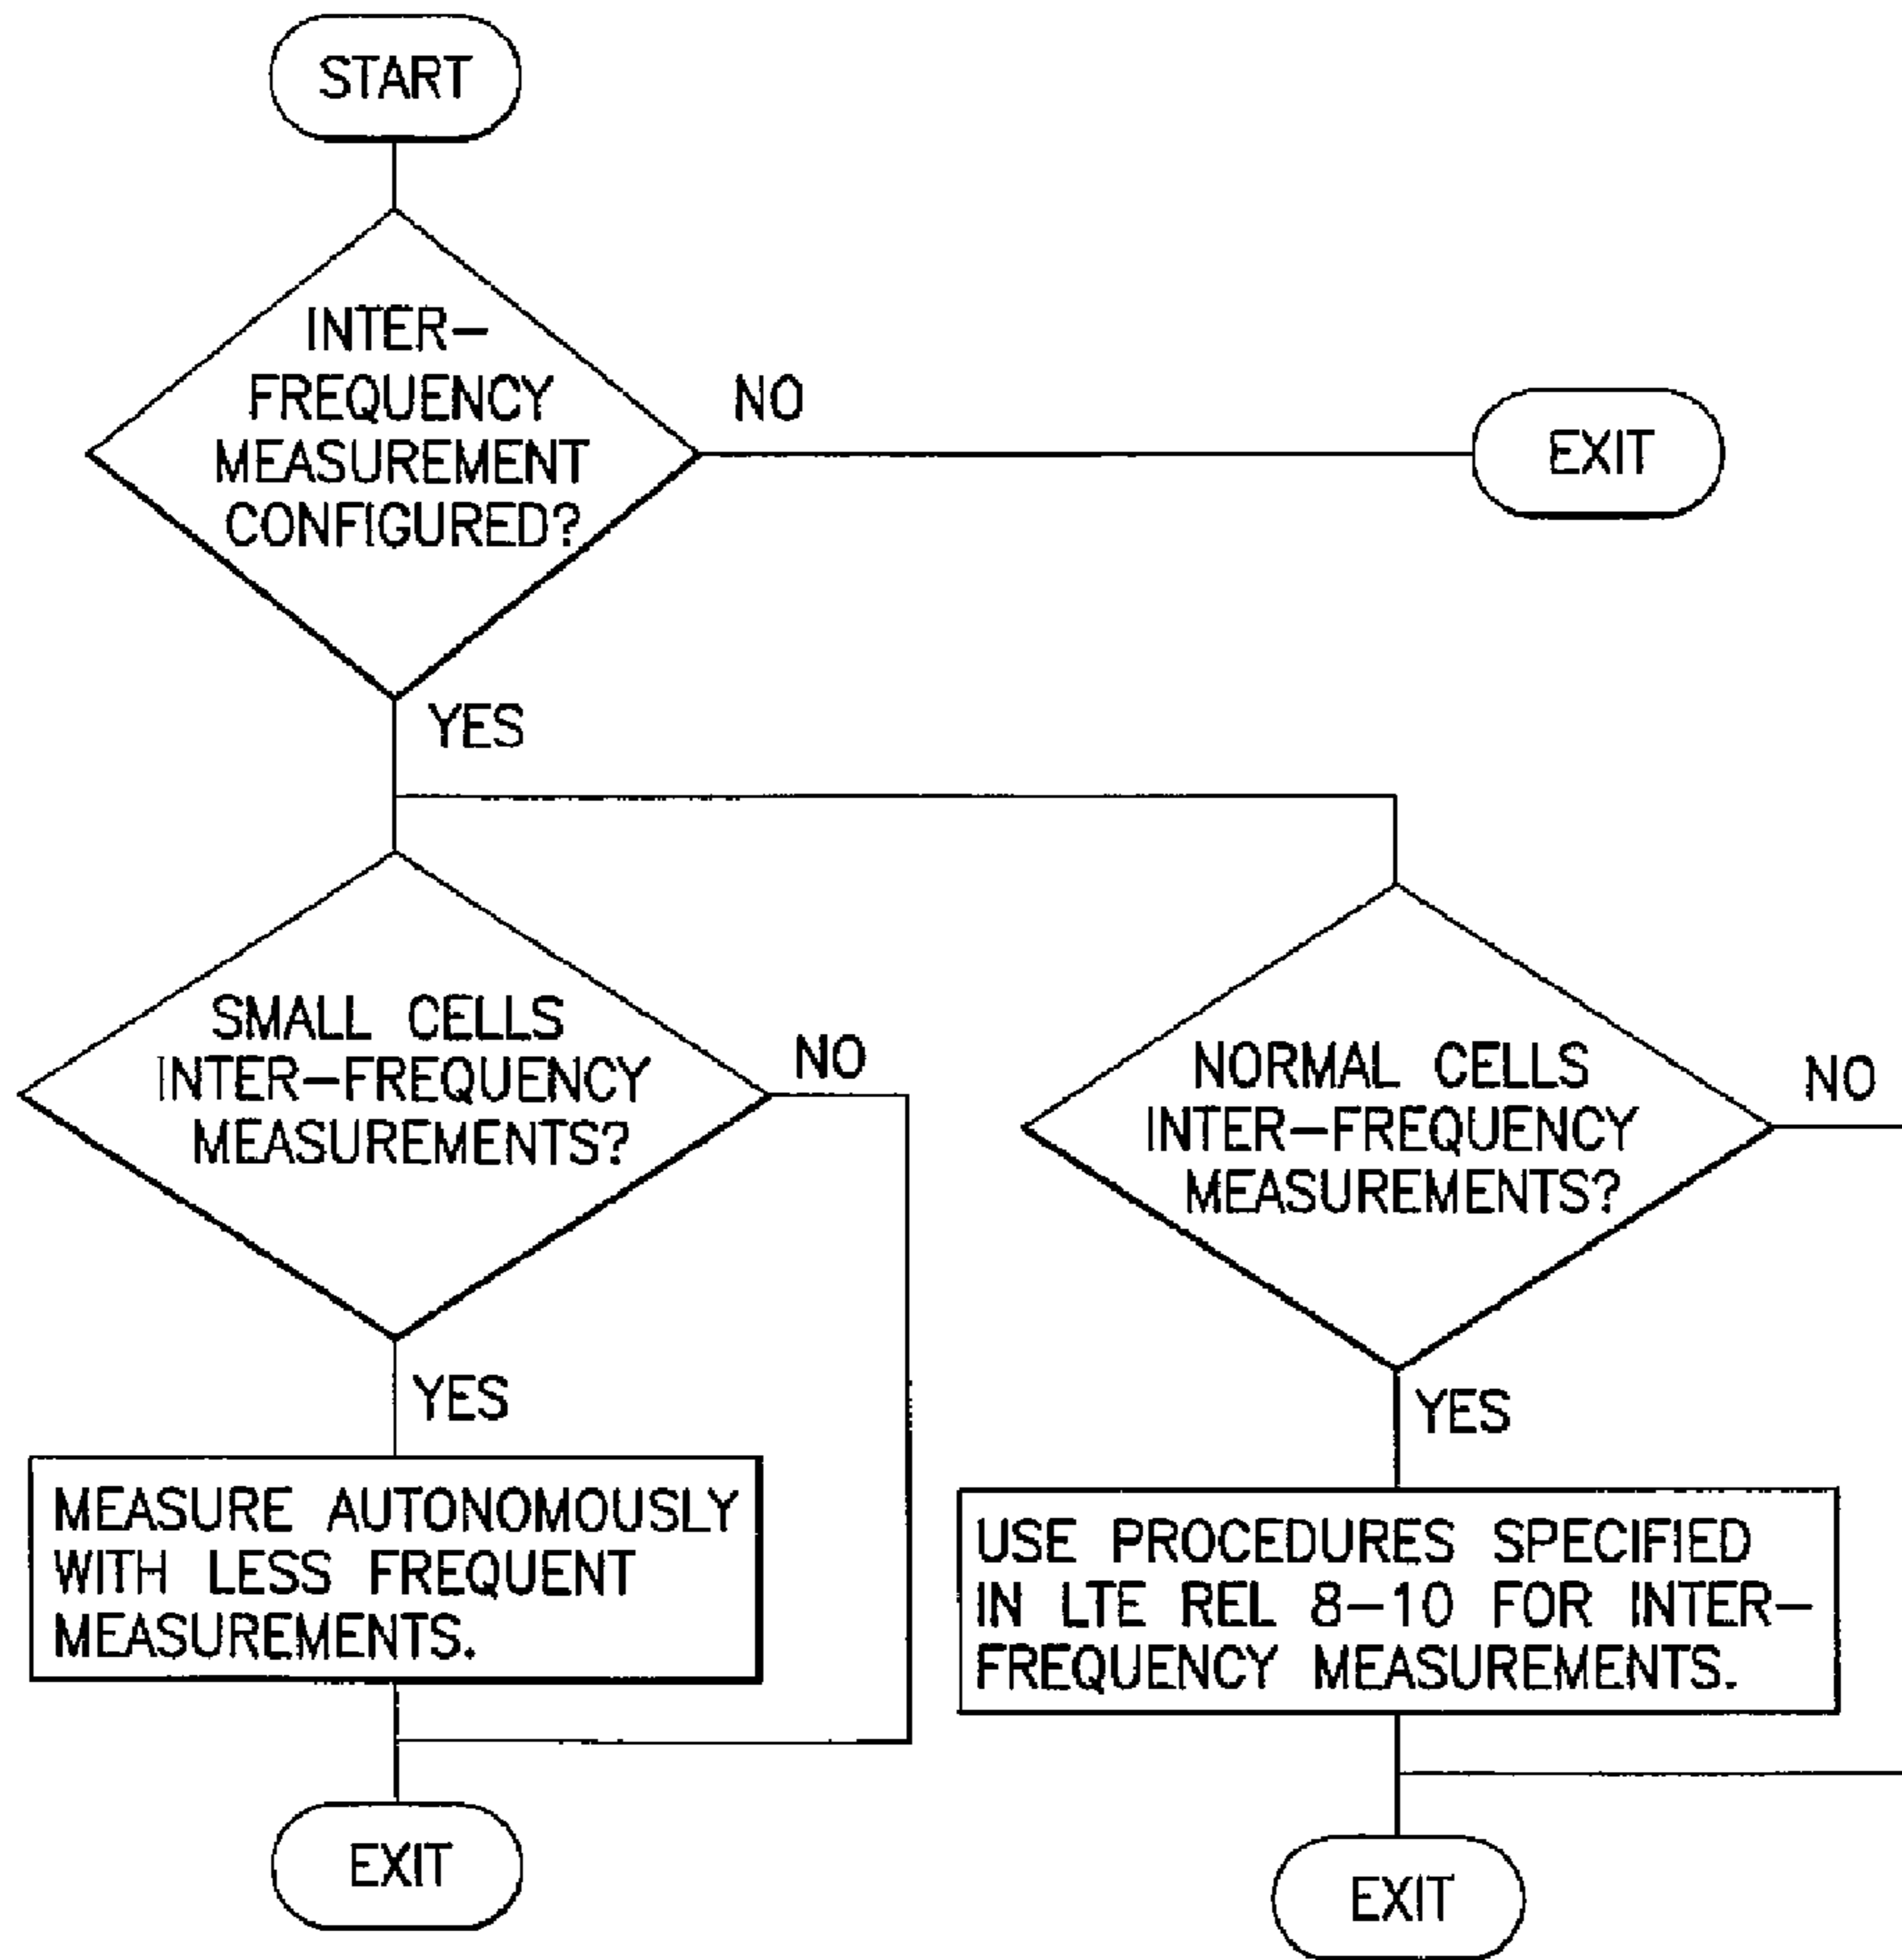 START
INTER-
FREQUENCY
MEASUREMENT
CONFIGURED?
NO
EXIT
YES
SMALL CELLS
INTER-FREQUENCY
MEASUREMENTS?
NO
NORMAL CELLS
INTER-FREQUENCY
MEASUREMENTS?
NO
YES
YES
MEASURE AUTONOMOUSLY
WITH LESS FREQUENT
MEASUREMENTS.
USE PROCEDURES SPECIFIED
IN LTE REL 8-10 FOR INTER-
FREQUENCY MEASUREMENTS.
EXIT
EXIT